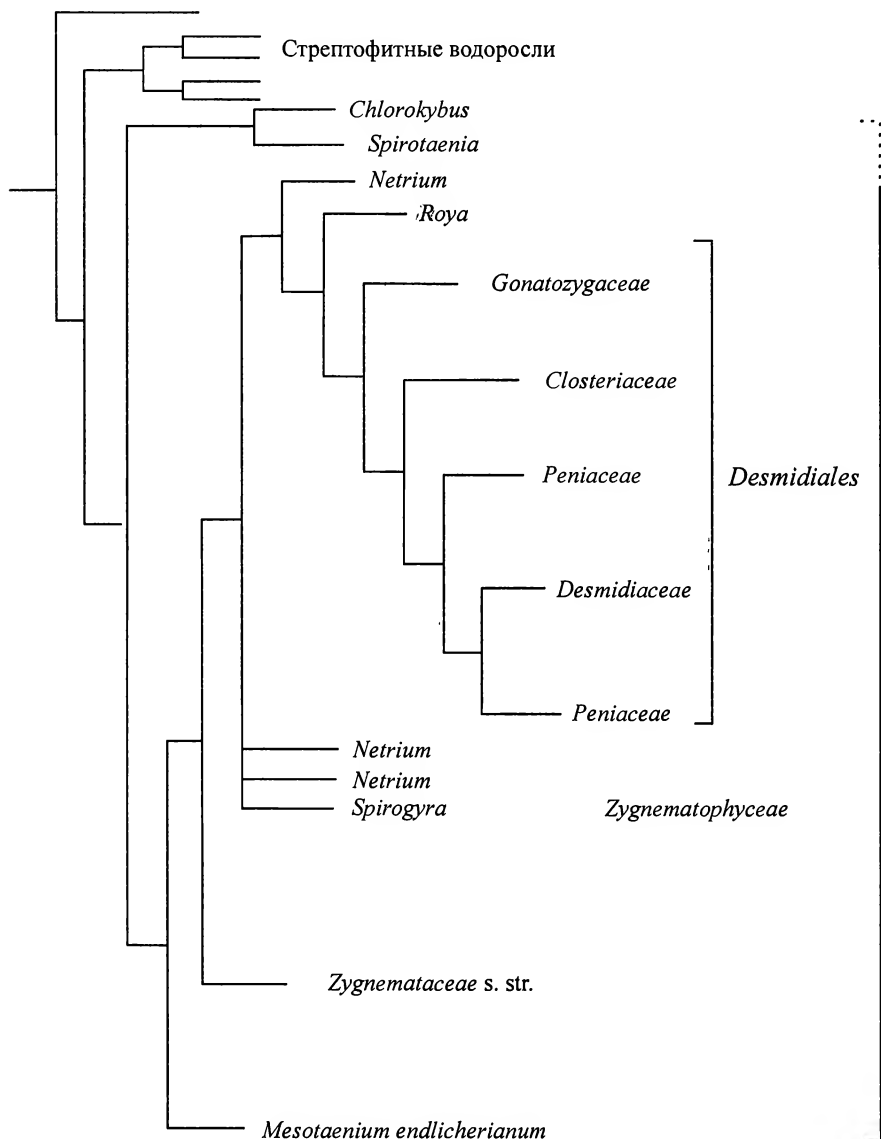 Стрептофитные водоросли
Chlorokybus
Spirotaenia
Netrium
Roya
Gonatozygaceae
Closteriaceae
Peniaceae
Desmidiales
Desmidiaceae
Peniaceae
Netrium
Netrium
Spirogyra
Zygnematophyceae
Zygnemataceae s. str.
Mesotaenium endlicherianum